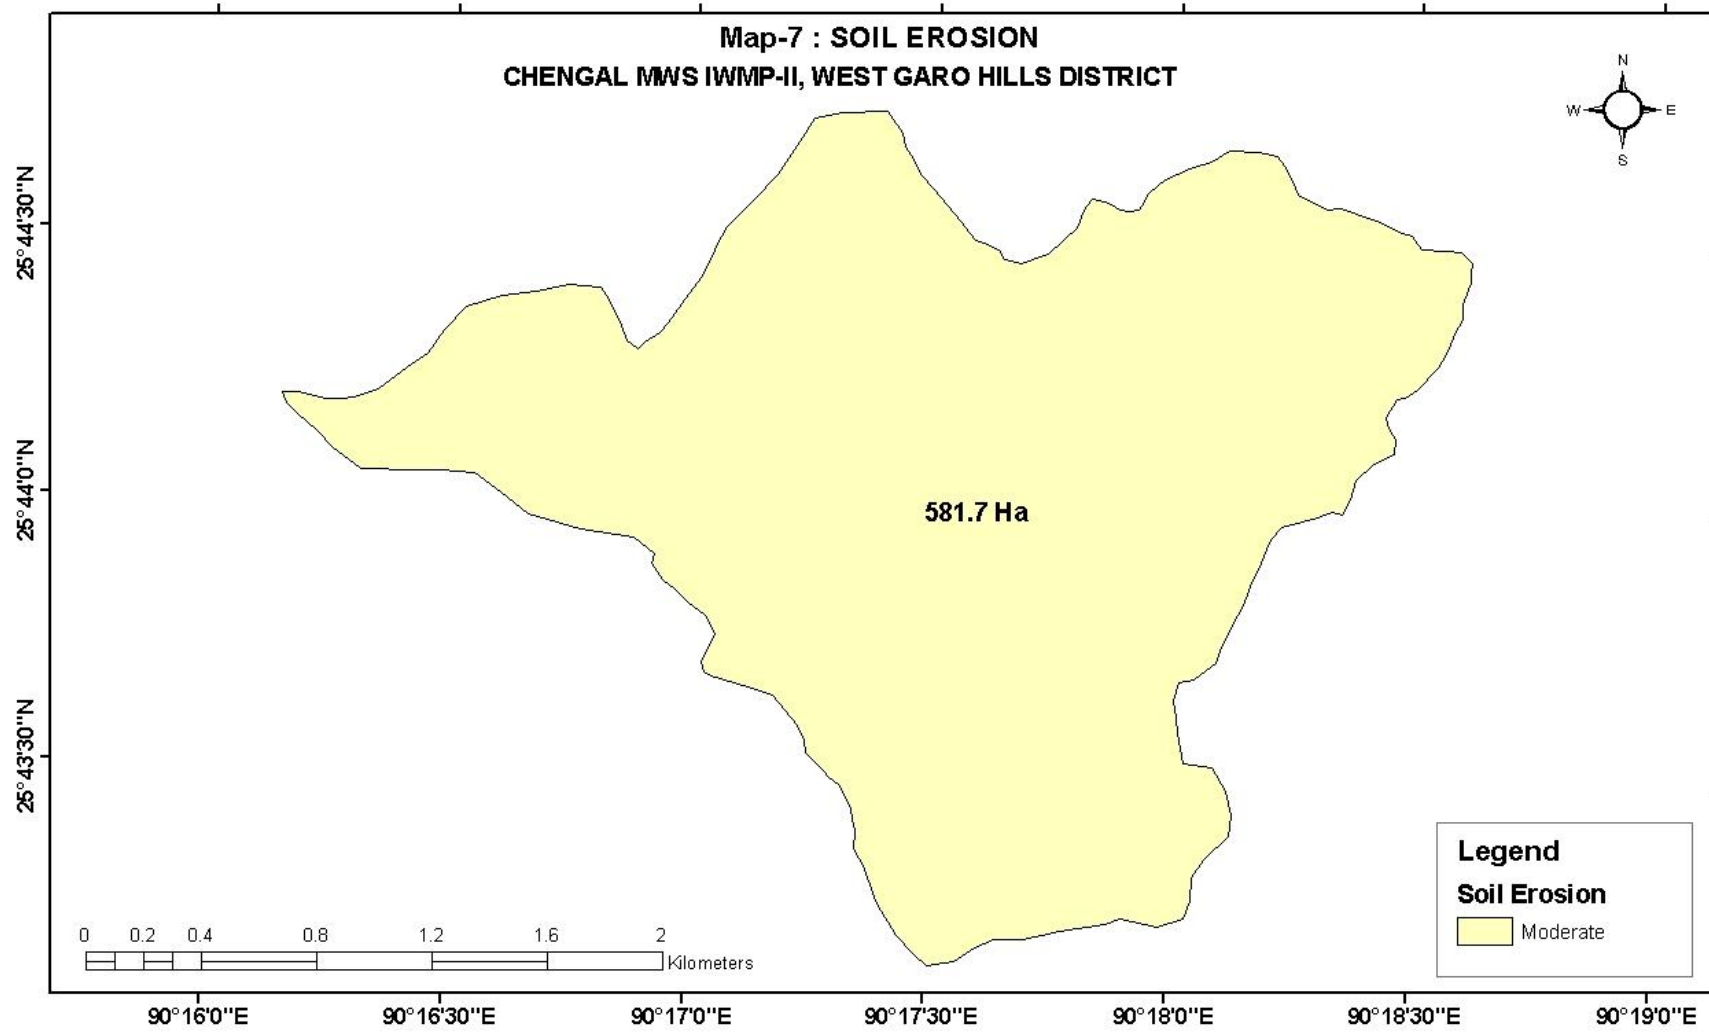 Map-7 : SOIL EROSION
CHENGAL MWS IWMP-II, WEST GARO HILLS DISTRICT
N
W E
S
25°44'30"N
25°44'0"N
25°43'30"N
581.7 Ha
Legend
Soil Erosion
Moderate
0 0.2 0.4 0.8 1.2 1.6 2
Kilometers
90°16'0"E 90°16'30"E 90°17'0"E 90°17'30"E 90°18'0"E 90°18'30"E 90°19'0"E